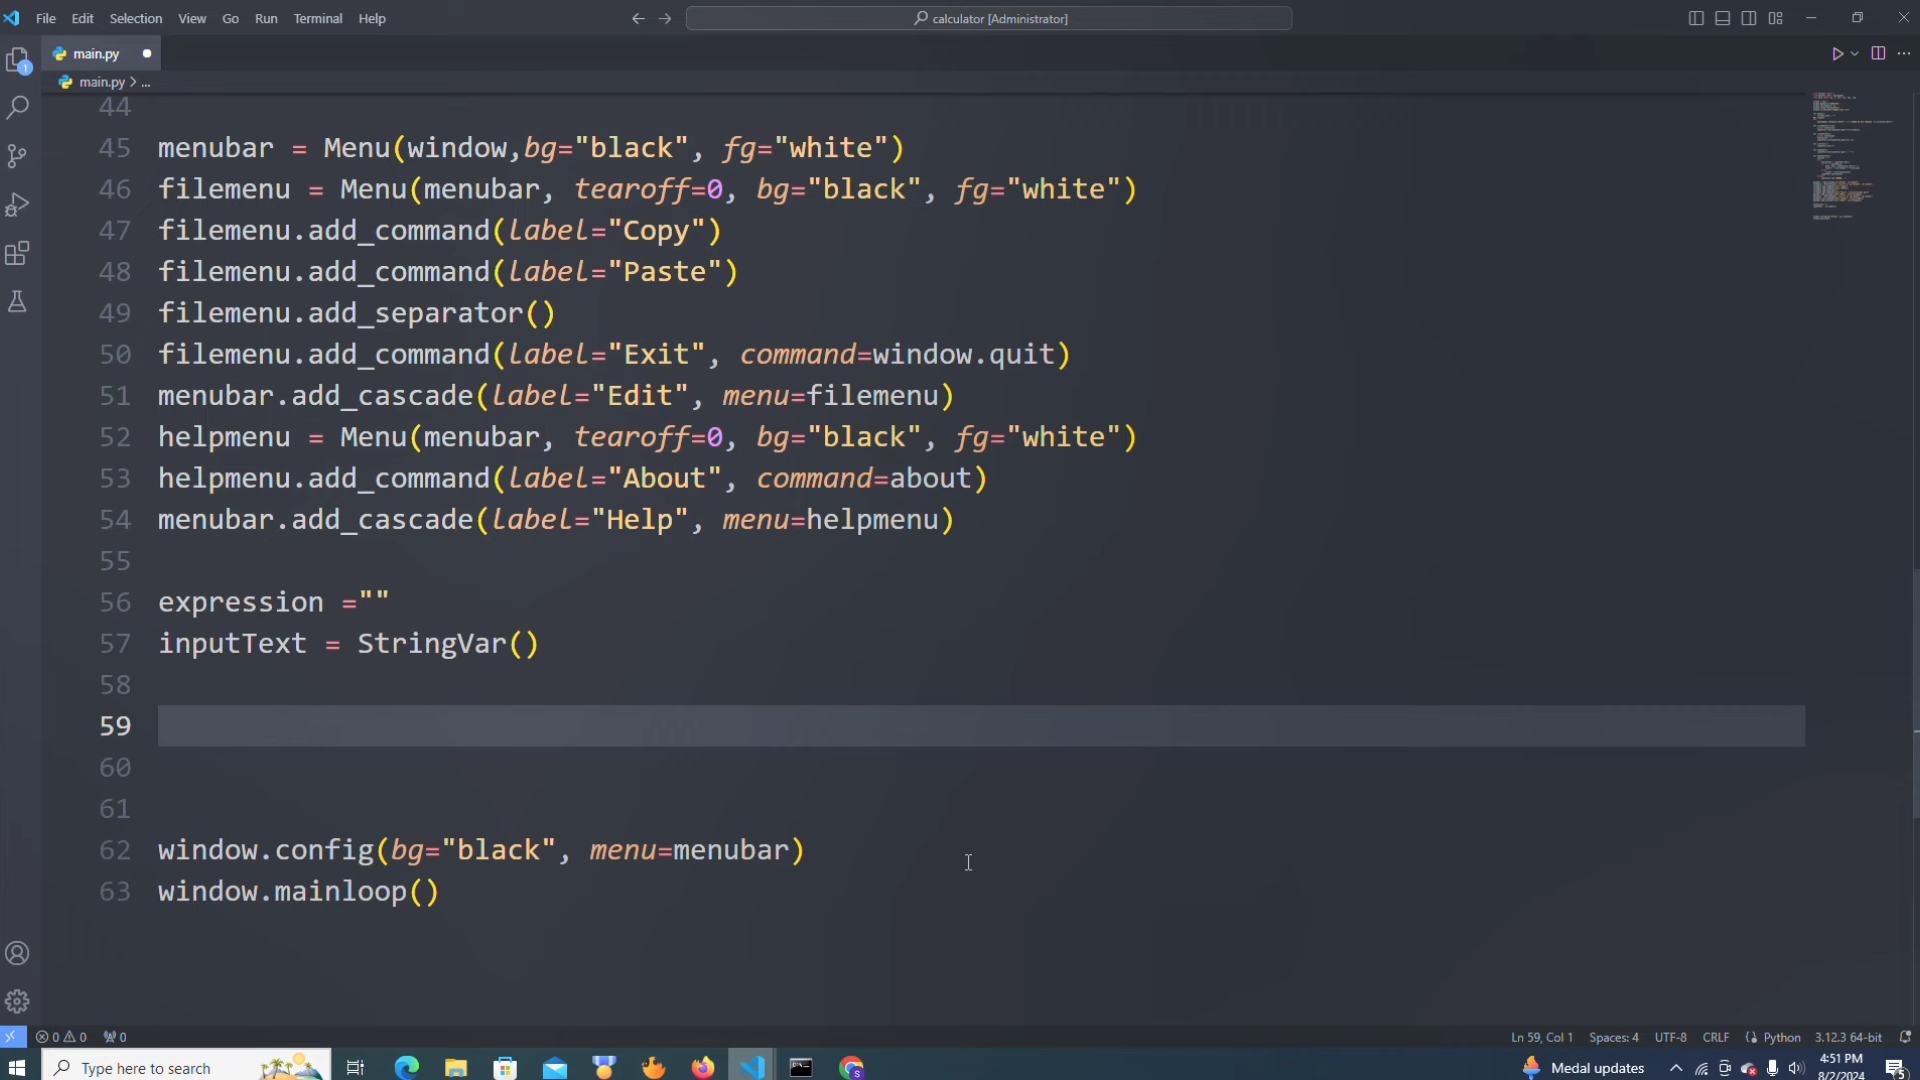 File Edit Selection View Go Run Terminal Help
calculator [Administrator]
main.py
main.py > ...
44
45 menubar = Menu(window,bg="black", fg="white")
46 filemenu = Menu(menubar, tearoff=0, bg="black", fg="white")
47 filemenu.add_command(label="Copy")
48 filemenu.add_command(label="Paste")
49 filemenu.add_separator()
50 filemenu.add_command(label="Exit", command=window.quit)
51 menubar.add_cascade(label="Edit", menu=filemenu)
52 helpmenu = Menu(menubar, tearoff=0, bg="black", fg="white")
53 helpmenu.add_command(label="About", command=about)
54 menubar.add_cascade(label="Help", menu=helpmenu)
55
56 expression =""
57 inputText = StringVar()
58
59
60
61
62 window.config(bg="black", menu=menubar)
63 window.mainloop()
1
0 0 0
Ln 59, Col 1 Spaces: 4 UTF-8 CRLF Python 3.12.3 64-bit
Type here to search
Medal updates
4:51 PM
8/2/2024
5